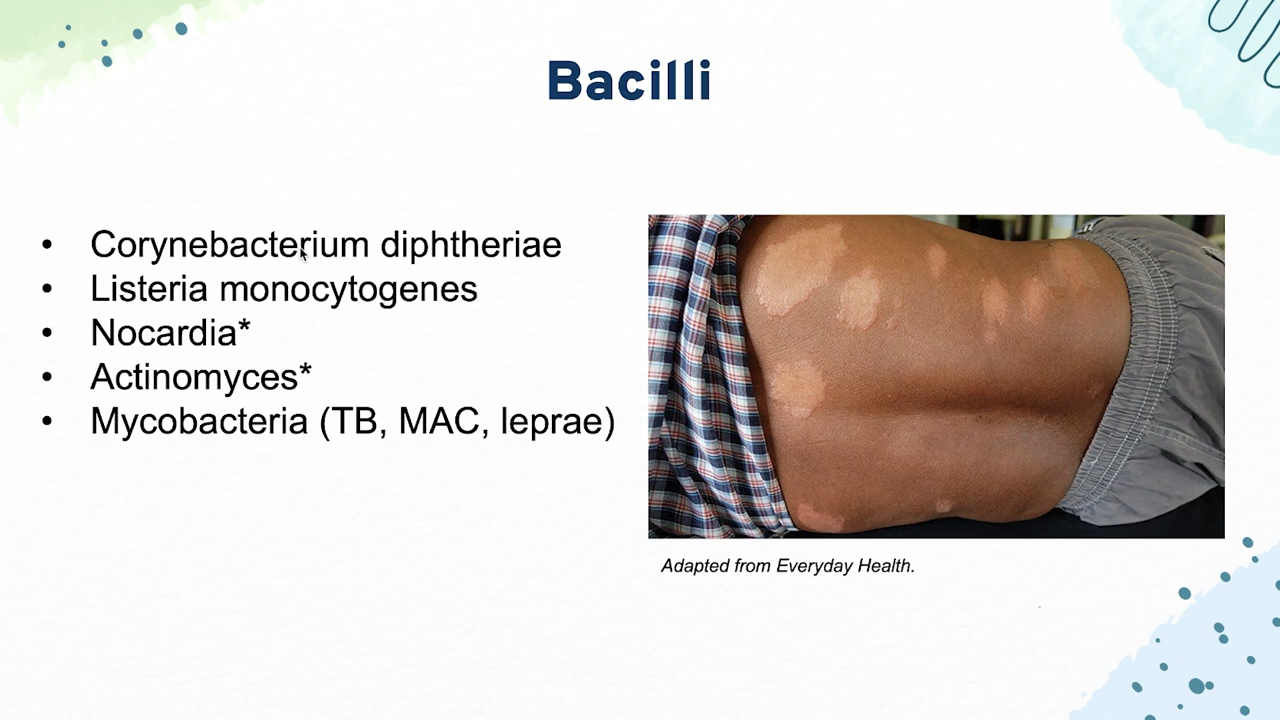 Bacilli
• Corynebacterium diphtheriae
• Listeria monocytogenes
• Nocardia*
• Actinomyces*
• Mycobacteria (TB, MAC, leprae)
Adapted from Everyday Health.